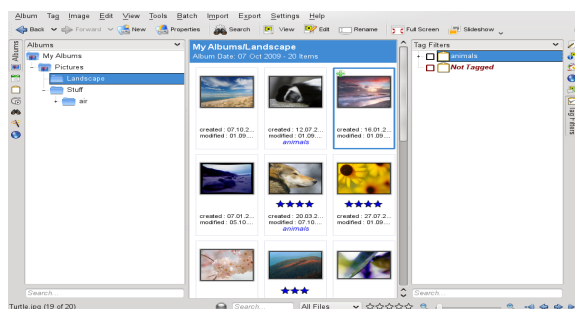 Album Tag Image Edit View Tools Batch Import Export Settings Help
Back Forward New Properties Search View Edit Rename Full Screen Slideshow
Albums
Albums
My Albums
Pictures
Landscape
Stuff
air
Search...
My Albums/Landscape
Album Date: 07 Oct 2009 - 20 Items
created : 07.10.2...
modified : 01.09....
created : 12.07.2...
modified : 01.09....
animals
created : 16.01.2...
modified : 01.09....
created : 07.01.2...
modified : 05.10....
created : 20.03.2...
modified : 07.10....
animals
created : 27.07.2...
modified : 01.09....
Tag Filters
animals
Not Tagged
Search...
Tag Filters
Turtle.jpg (19 of 20)
Search...
All Files